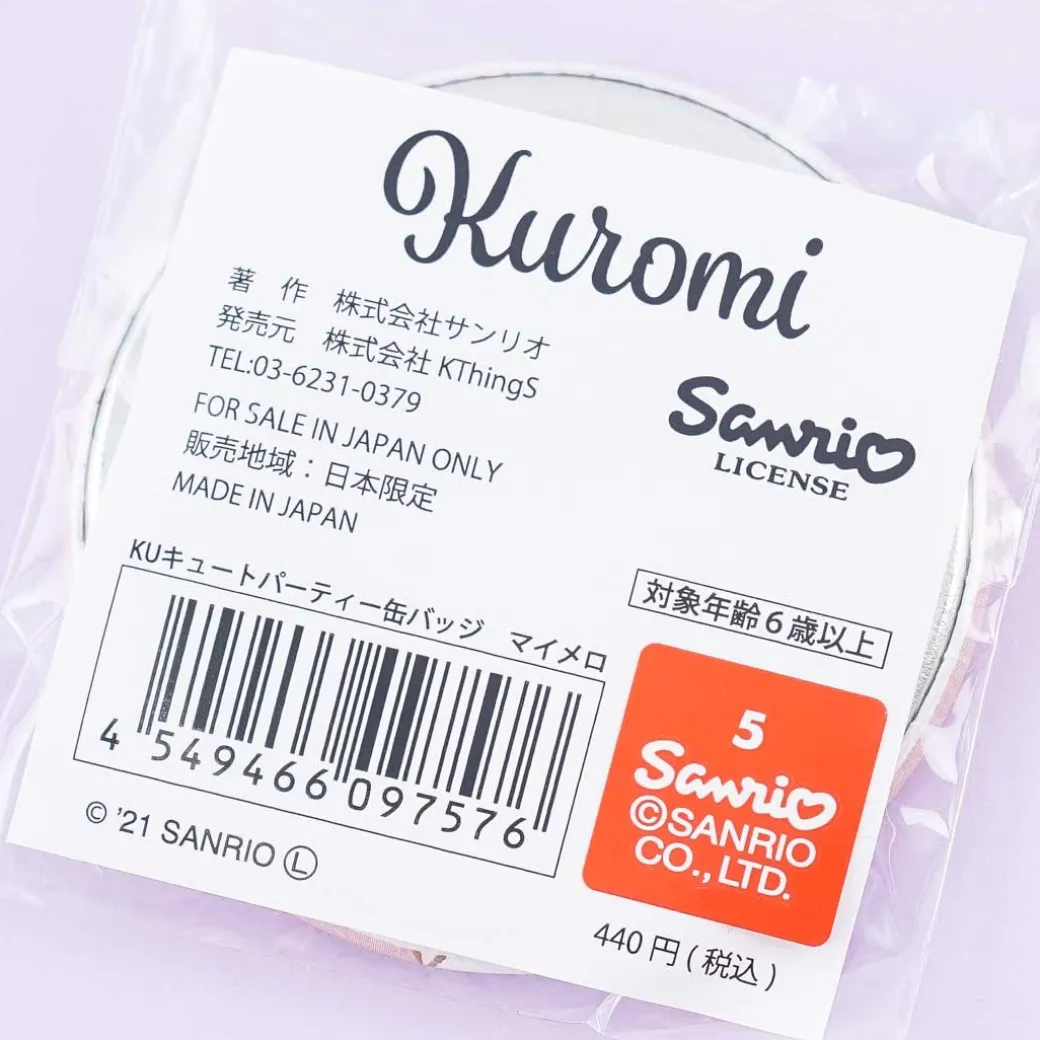 Kuromi
著 作 株式会社サンリオ
発売元 株式会社 KThingS
TEL:03-6231-0379
FOR SALE IN JAPAN ONLY
販売地域：日本限定
MADE IN JAPAN
Sanrio
LICENSE
KUキュートパーティー缶バッジ マイメロ
対象年齢6歳以上
4 549466 097576
5
Sanrio
©SANRIO
CO., LTD.
© '21 SANRIO Ⓛ
440円(税込)